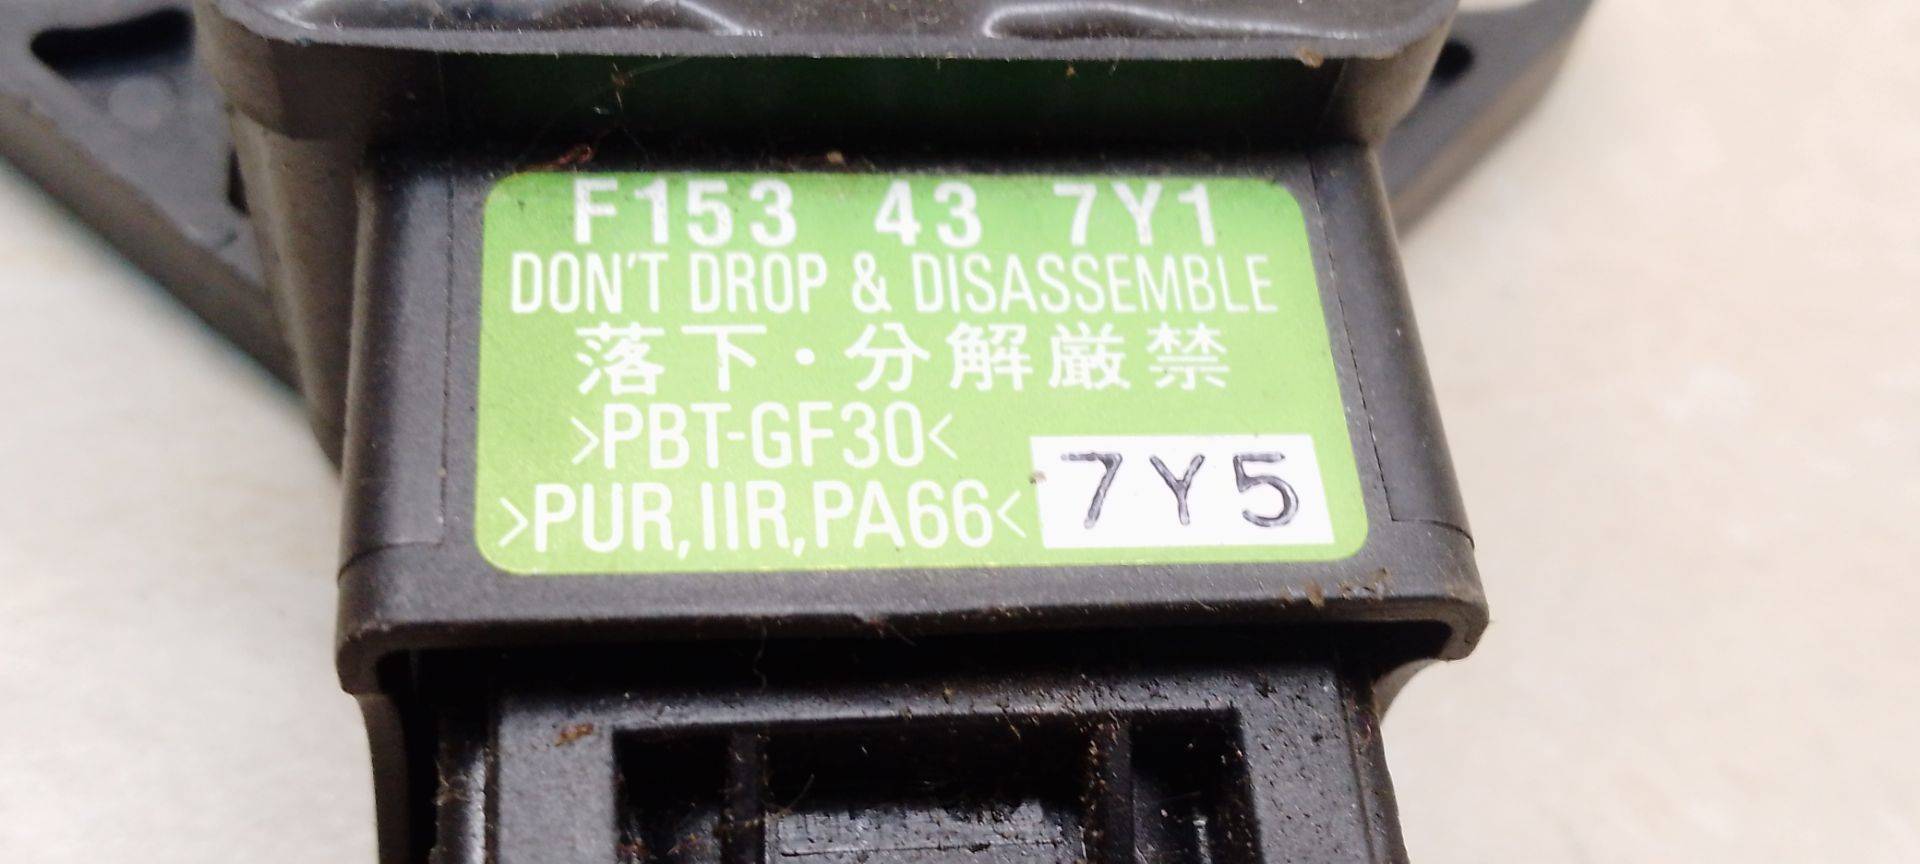 F153 43 7Y1
DON'T DROP & DISASSEMBLE
落下・分解厳禁
>PBT-GF30<
>PUR,IIR,PA66<
7Y5